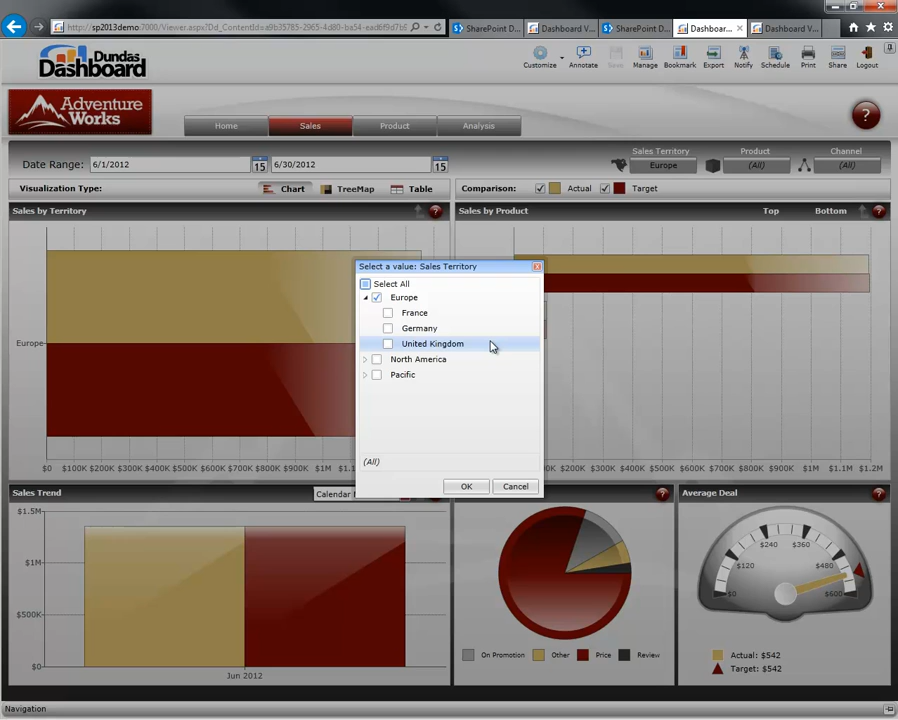 http://sp2013demo:7000/Viewer.aspx?Dd_ContentId=a9b35785-2965-4d80-ba54-ead6f9d7
SharePoint D... Dashboard V... SharePoint D... Dashboar... Dashboard V...
Dundas
Dashboard
Customize Annotate Save Manage Bookmark Export Notify Schedule Print Share Logout
Adventure
Works
Home Sales Product Analysis
?
Date Range: 6/1/2012 15 6/30/2012 15
Sales Territory Product Channel
Europe (All) (All)
Visualization Type: Chart TreeMap Table
Comparison: Actual Target
Sales by Territory ?
Sales by Product Top Bottom ?
Select a value: Sales Territory
Select All
Europe
France
Germany
United Kingdom
North America
Pacific
(All)
OK Cancel
Europe
$0 $100K $200K $300K $400K $500K $600K $700K $800K $900K $1M
$0K $200K $300K $400K $500K $600K $700K $800K $900K $1M $1.1M $1.2M
Sales Trend Calendar
?
Average Deal ?
$1.5M
$1M
$500K
$0
Jun 2012
On Promotion Other Price Review
$0 $120 $240 $360 $480 $600
Actual: $542
Target: $542
Navigation